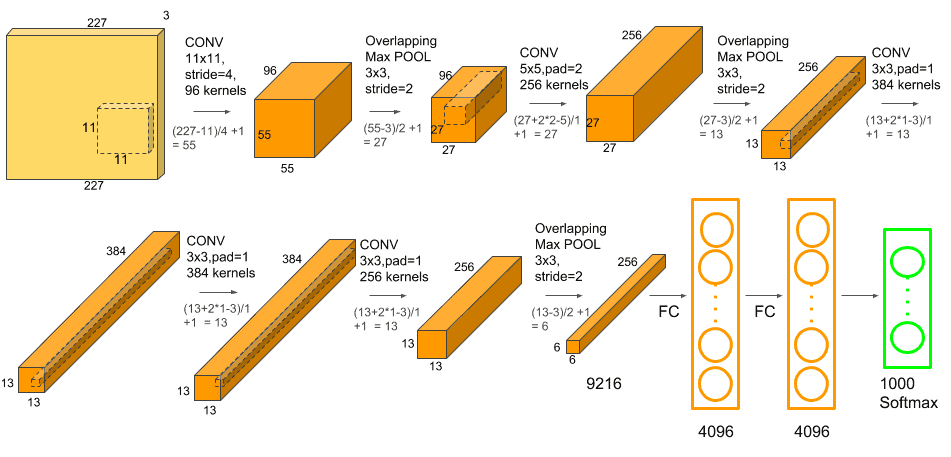 227
3
11
11
227
CONV
11x11,
stride=4,
96 kernels
(227-11)/4 +1
= 55
96
55
55
Overlapping
Max POOL
3x3,
stride=2
(55-3)/2 +1
= 27
96
27
27
CONV
5x5,pad=2
256 kernels
(27+2*2-5)/1
+1 = 27
256
27
27
Overlapping
Max POOL
3x3,
stride=2
(27-3)/2 +1
= 13
256
13
13
CONV
3x3,pad=1
384 kernels
(13+2*1-3)/1
+1 = 13
384
13
13
CONV
3x3,pad=1
384 kernels
(13+2*1-3)/1
+1 = 13
384
13
13
CONV
3x3,pad=1
256 kernels
(13+2*1-3)/1
+1 = 13
256
13
13
Overlapping
Max POOL
3x3,
stride=2
(13-3)/2 +1
= 6
256
6
6
9216
FC
4096
FC
4096
1000
Softmax